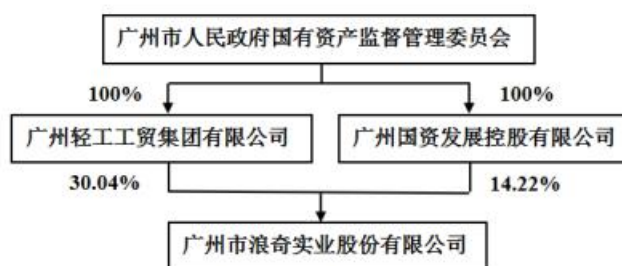 广州市人民政府国有资产监督管理委员会
100%
100%
广州轻工工贸集团有限公司
广州国资发展控股有限公司
30.04%
14.22%
广州市浪奇实业股份有限公司